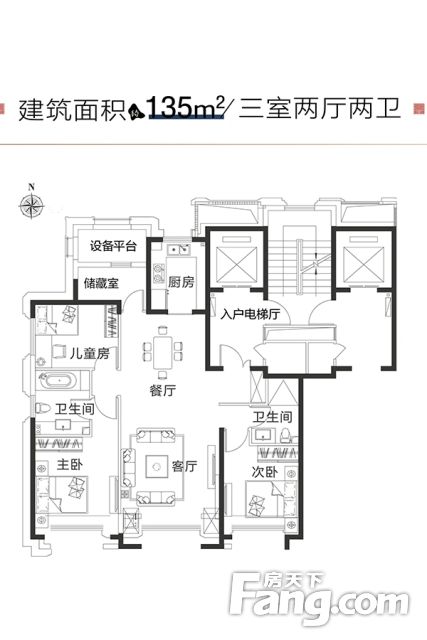 建筑面积约135m²/三室两厅两卫
N
设备平台
储藏室
厨房
入户电梯厅
儿童房
餐厅
卫生间
卫生间
主卧
客厅
次卧
房天下
Fang.com